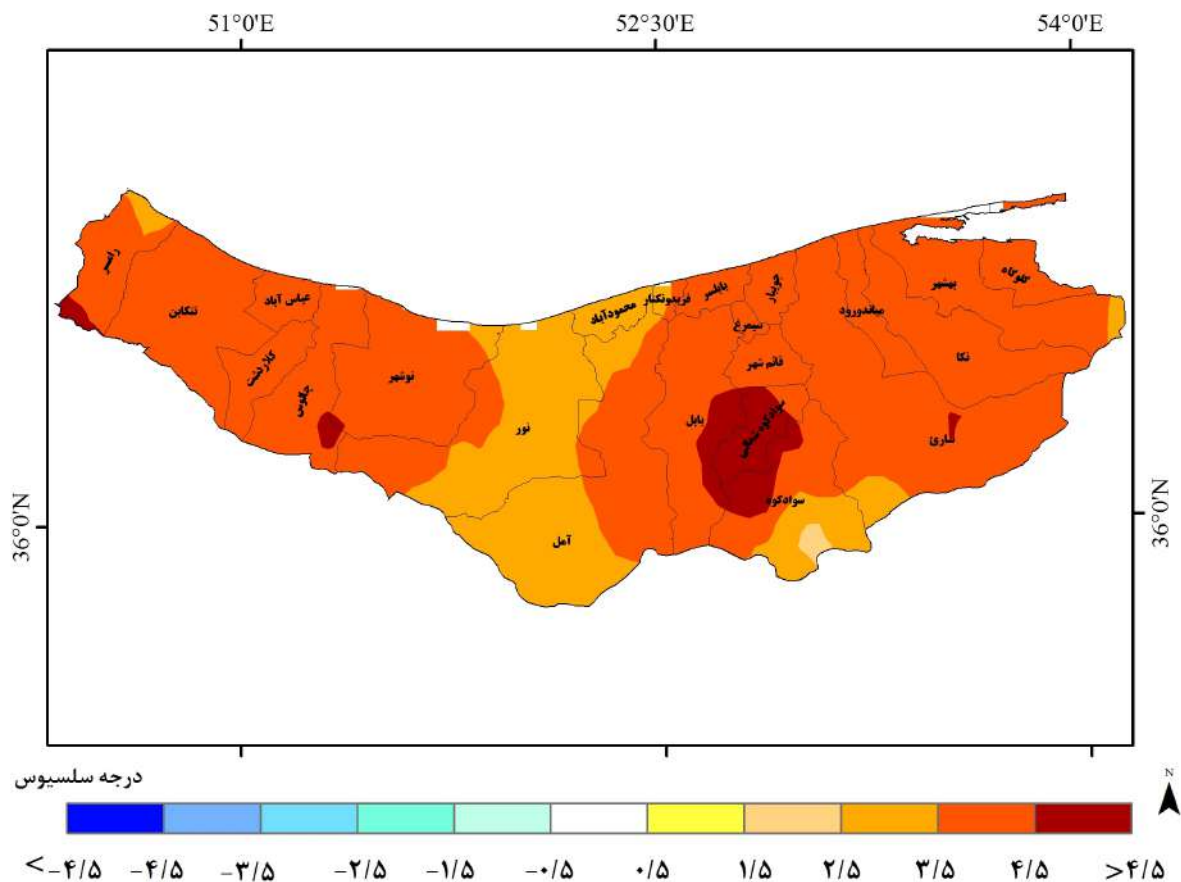 51°0'E 52°30'E 54°0'E
رامسر
تنکابن
عباس آباد
کلاردشت
چالوس
نوشهر
نور
محمودآباد
فریدونکنار
بابلسر
جویبار
سیمرغ
قائم شهر
میاندورود
بهشهر
گلوگاه
نکا
ساری
بابل
سوادکوه شمالی
سوادکوه
آمل
36°0'N
36°0'N
درجه سلسیوس
N
<-۴/۵ -۴/۵ -۳/۵ -۲/۵ -۱/۵ -۰/۵ ۰/۵ ۱/۵ ۲/۵ ۳/۵ ۴/۵ >۴/۵